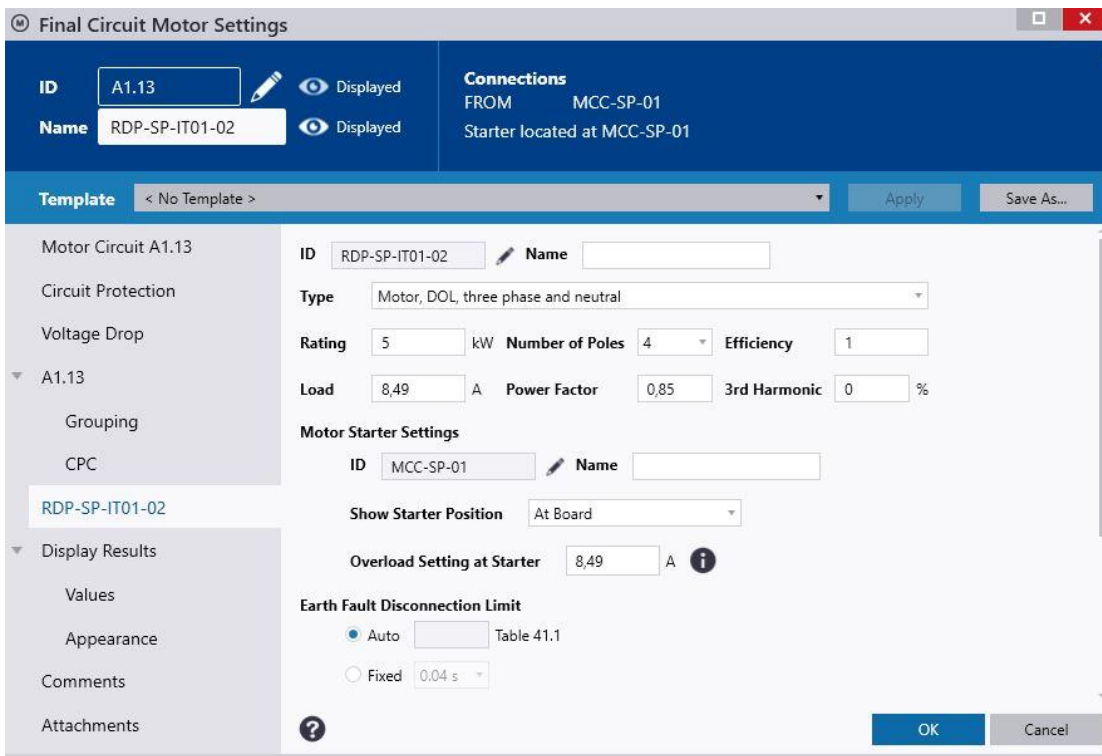 Final Circuit Motor Settings
ID A1.13 Displayed
Name RDP-SP-IT01-02 Displayed
Connections
FROM MCC-SP-01
Starter located at MCC-SP-01
Template < No Template > Apply Save As...
Motor Circuit A1.13
Circuit Protection
Voltage Drop
A1.13
Grouping
CPC
RDP-SP-IT01-02
Display Results
Values
Appearance
Comments
Attachments
ID RDP-SP-IT01-02 Name
Type Motor, DOL, three phase and neutral
Rating 5 kW Number of Poles 4 Efficiency 1
Load 8,49 A Power Factor 0,85 3rd Harmonic 0 %
Motor Starter Settings
ID MCC-SP-01 Name
Show Starter Position At Board
Overload Setting at Starter 8,49 A
Earth Fault Disconnection Limit
Auto Table 41.1
Fixed 0.04 s
OK Cancel